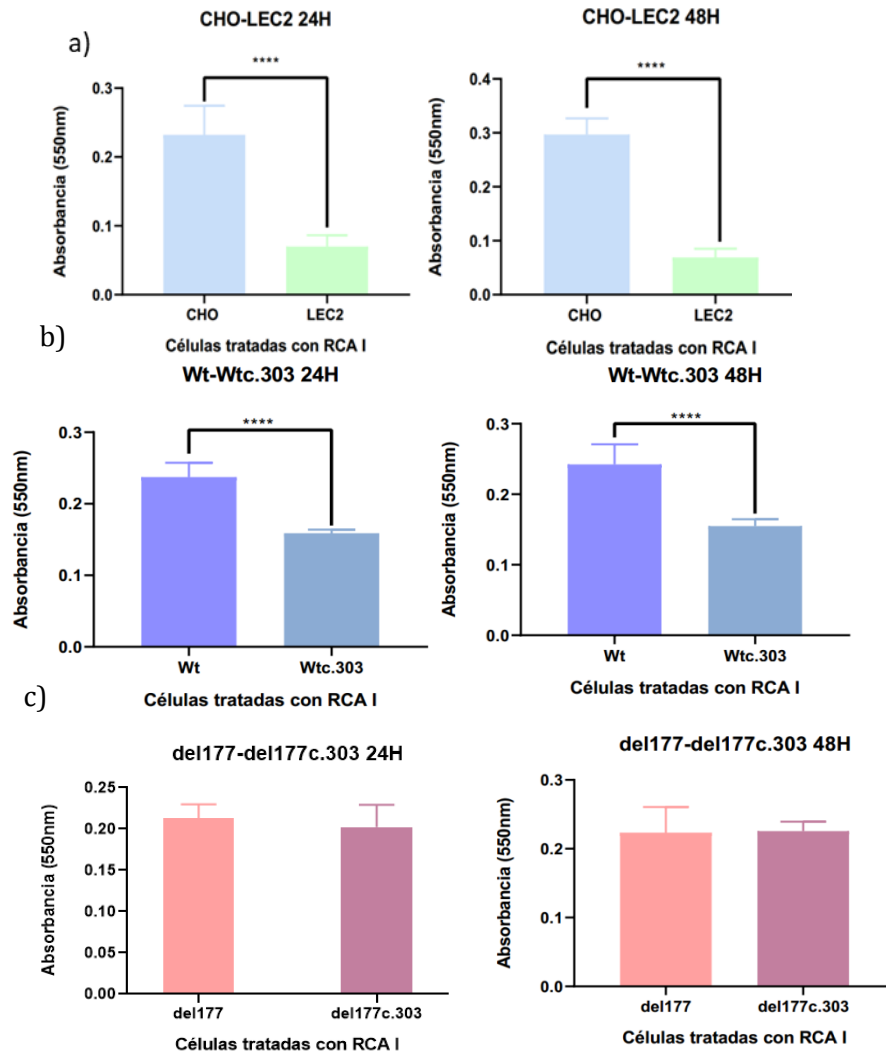 a)
CHO-LEC2 24H
****
Absorbancia (550nm)
0.3
0.2
0.1
0.0
CHO LEC2
Células tratadas con RCA I
CHO-LEC2 48H
****
Absorbancia (550nm)
0.4
0.3
0.2
0.1
0.0
CHO LEC2
Células tratadas con RCA I
b)
Wt-Wtc.303 24H
****
Absorbancia (550nm)
0.3
0.2
0.1
0.0
Wt Wtc.303
Células tratadas con RCA I
Wt-Wtc.303 48H
****
Absorbancia (550nm)
0.3
0.2
0.1
0.0
Wt Wtc.303
Células tratadas con RCA I
c)
del177-del177c.303 24H
Absorbancia (550nm)
0.25
0.20
0.15
0.10
0.05
0.00
del177 del177c.303
Células tratadas con RCA I
del177-del177c.303 48H
Absorbancia (550nm)
0.3
0.2
0.1
0.0
del177 del177c.303
Células tratadas con RCA I